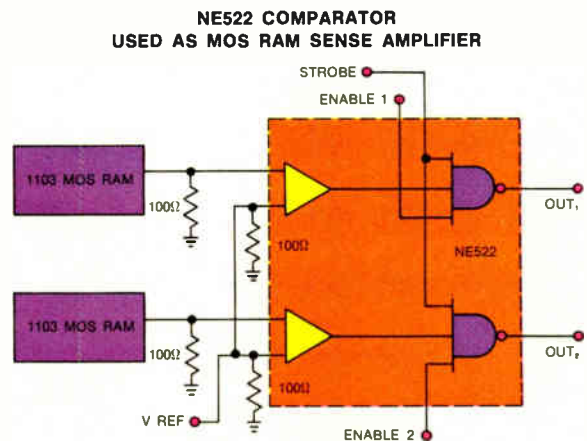 NE522 COMPARATOR
USED AS MOS RAM SENSE AMPLIFIER
STROBE
ENABLE 1
1103 MOS RAM
100Ω
100Ω
OUT₁
NE522
1103 MOS RAM
100Ω
100Ω
OUT₂
V REF
ENABLE 2